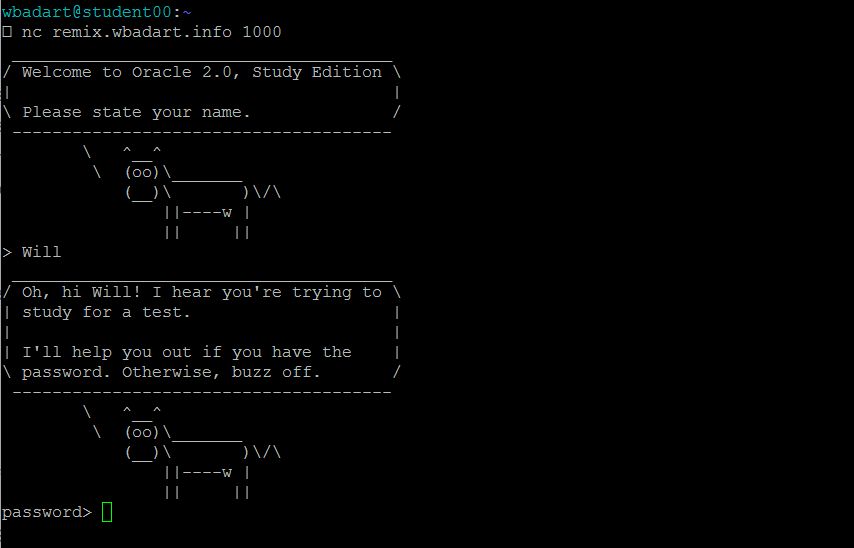 wbadart@student00:~
▯ nc remix.wbadart.info 1000
 ______________________________________
/ Welcome to Oracle 2.0, Study Edition \
|                                      |
\ Please state your name.              /
 --------------------------------------
        \   ^__^
         \  (oo)\_______
            (__)\       )\/\
                ||----w |
                ||     ||
> Will
 ______________________________________
/ Oh, hi Will! I hear you're trying to \
| study for a test.                    |
|                                      |
| I'll help you out if you have the    |
\ password. Otherwise, buzz off.       /
 --------------------------------------
        \   ^__^
         \  (oo)\_______
            (__)\       )\/\
                ||----w |
                ||     ||
password>